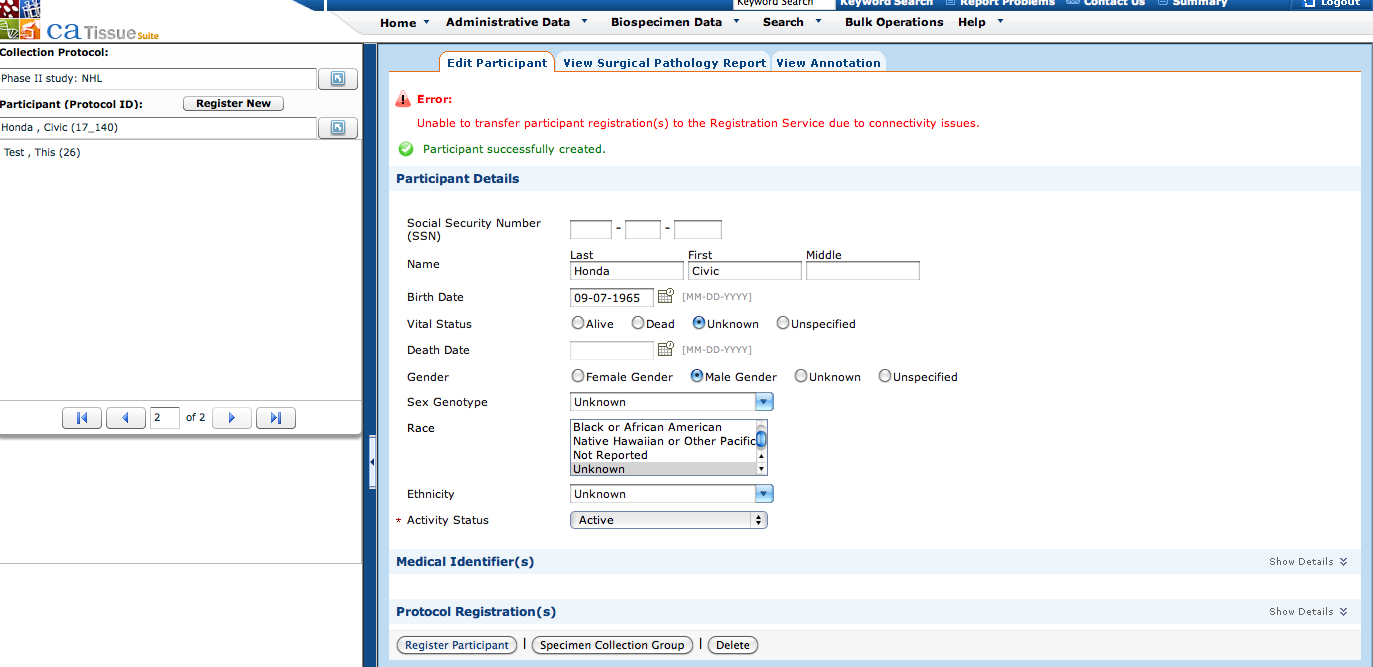 Keyword Search Keyword Search Report Problems Contact Us Summary Logout
Home Administrative Data Biospecimen Data Search Bulk Operations Help
ca Tissue Suite
Collection Protocol:
Phase II study: NHL
Participant (Protocol ID): Register New
Honda , Civic (17_140)
Test , This (26)
2 of 2
Edit Participant View Surgical Pathology Report View Annotation
Error:
Unable to transfer participant registration(s) to the Registration Service due to connectivity issues.
Participant successfully created.
Participant Details
Social Security Number
(SSN)
- -
Last First Middle
Name Honda Civic
Birth Date 09-07-1965 [MM-DD-YYYY]
Vital Status Alive Dead Unknown Unspecified
Death Date [MM-DD-YYYY]
Gender Female Gender Male Gender Unknown Unspecified
Sex Genotype Unknown
Race Black or African American
Native Hawaiian or Other Pacific
Not Reported
Unknown
Ethnicity Unknown
* Activity Status Active
Medical Identifier(s) Show Details
Protocol Registration(s) Show Details
Register Participant | Specimen Collection Group | Delete